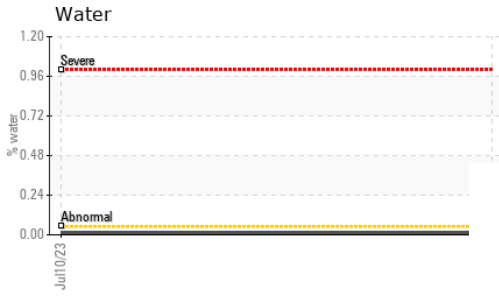 Water
1.20
Severe
0.96
0.72
% water
0.48
0.24
Abnormal
0.00
Jul10/23